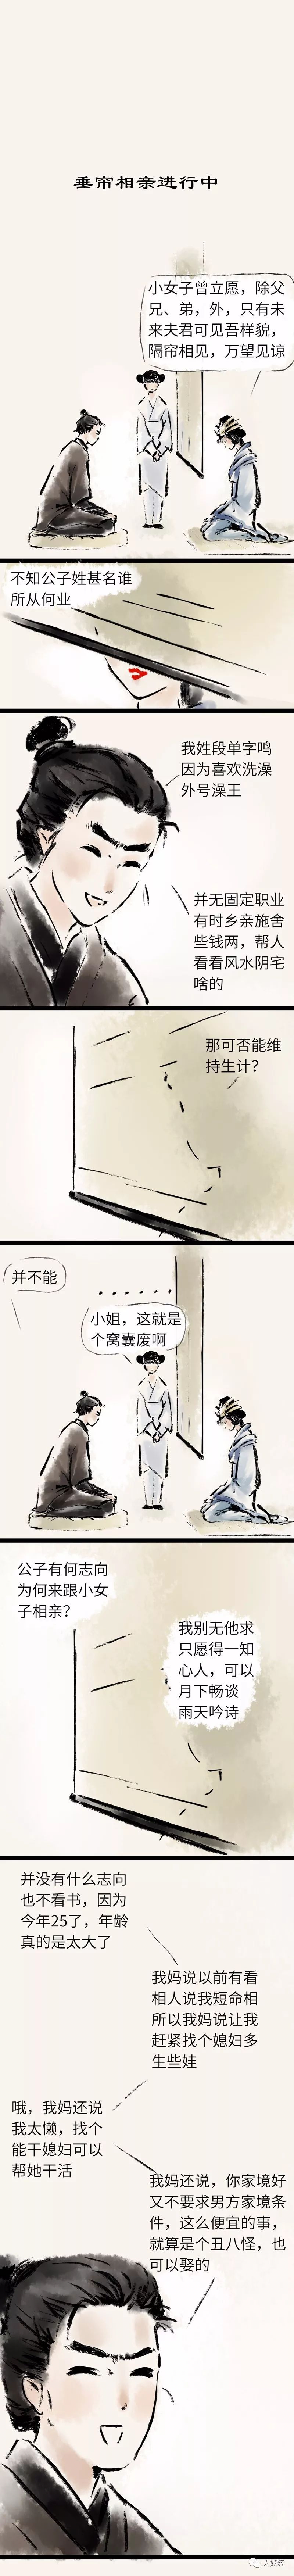 垂帘相亲进行中
小女子曾立愿，除父
兄、弟，外，只有未
来夫君可见吾样貌，
隔帘相见，万望见谅
不知公子姓甚名谁
所从何业
我姓段单字鸣
因为喜欢洗澡
外号澡王
并无固定职业
有时乡亲施舍
些钱两，帮人
看看风水阴宅
啥的
那可否能维
持生计？
并不能
······
小姐，这就是
个窝囊废啊
公子有何志向
为何来跟小女
子相亲？
我别无他求
只愿得一知
心人，可以
月下畅谈
雨天吟诗
并没有什么志向
也不看书，因为
今年25了，年龄
真的是太大了
我妈说以前有看
相人说我短命相
所以我妈说让我
赶紧找个媳妇多
生些娃
哦，我妈还说
我太懒，找个
能干媳妇可以
帮她干活
我妈还说，你家境好
又不要求男方家境条
件，这么便宜的事，
就算是个丑八怪，也
可以娶的